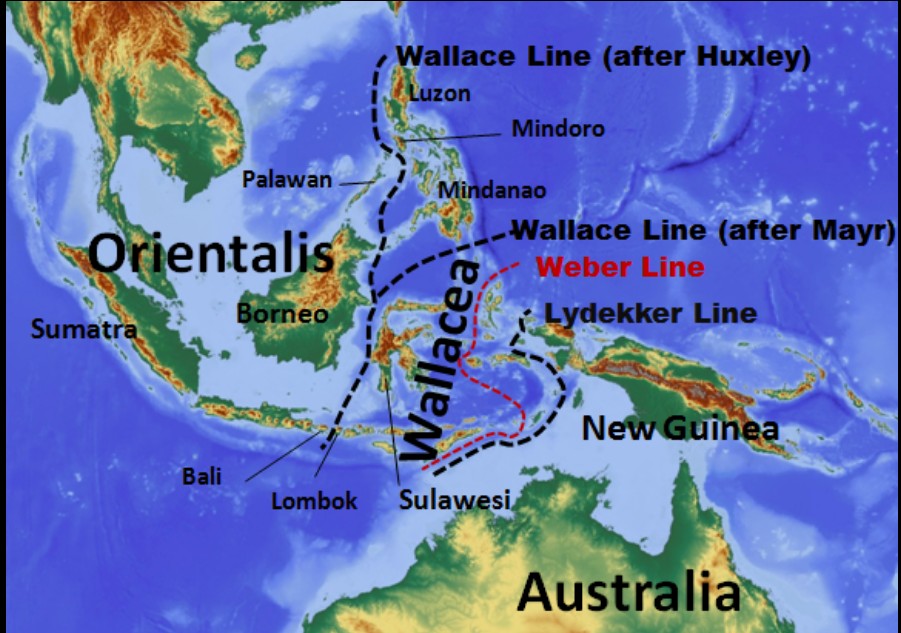 Wallace Line (after Huxley)
Luzon
Mindoro
Palawan
Mindanao
Wallace Line (after Mayr)
Orientalis
Weber Line
Wallacea
Borneo
Lydekker Line
Sumatra
New Guinea
Bali
Lombok
Sulawesi
Australia